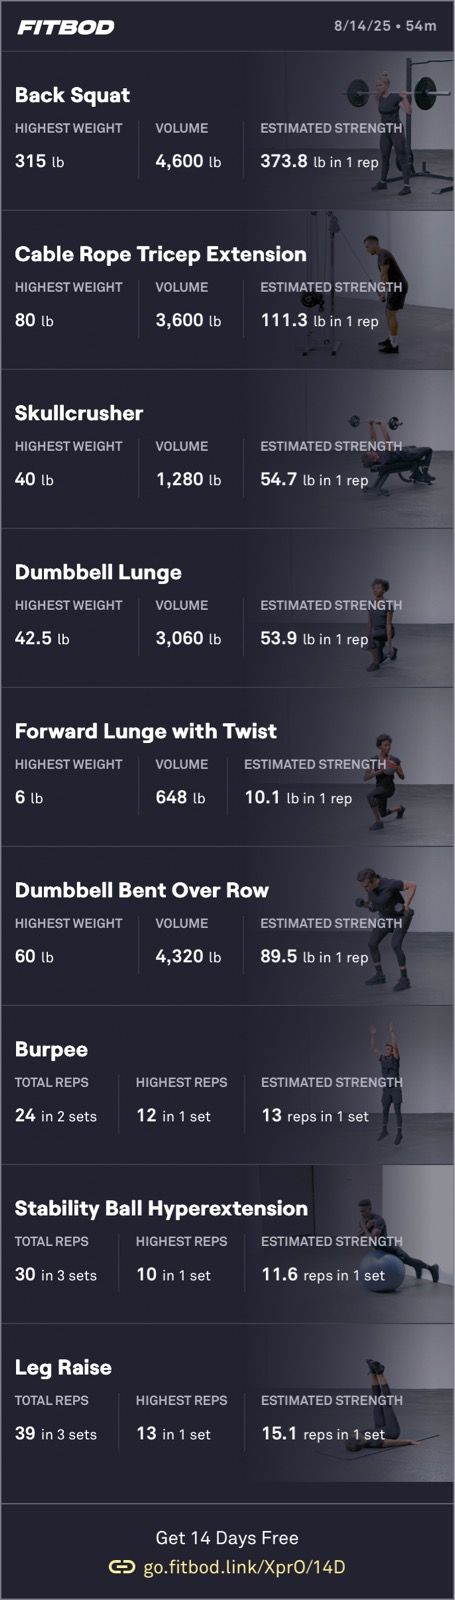 FITBOD 8/14/25 • 54m
Back Squat
HIGHEST WEIGHT VOLUME ESTIMATED STRENGTH
315 lb 4,600 lb 373.8 lb in 1 rep
Cable Rope Tricep Extension
HIGHEST WEIGHT VOLUME ESTIMATED STRENGTH
80 lb 3,600 lb 111.3 lb in 1 rep
Skullcrusher
HIGHEST WEIGHT VOLUME ESTIMATED STRENGTH
40 lb 1,280 lb 54.7 lb in 1 rep
Dumbbell Lunge
HIGHEST WEIGHT VOLUME ESTIMATED STRENGTH
42.5 lb 3,060 lb 53.9 lb in 1 rep
Forward Lunge with Twist
HIGHEST WEIGHT VOLUME ESTIMATED STRENGTH
6 lb 648 lb 10.1 lb in 1 rep
Dumbbell Bent Over Row
HIGHEST WEIGHT VOLUME ESTIMATED STRENGTH
60 lb 4,320 lb 89.5 lb in 1 rep
Burpee
TOTAL REPS HIGHEST REPS ESTIMATED STRENGTH
24 in 2 sets 12 in 1 set 13 reps in 1 set
Stability Ball Hyperextension
TOTAL REPS HIGHEST REPS ESTIMATED STRENGTH
30 in 3 sets 10 in 1 set 11.6 reps in 1 set
Leg Raise
TOTAL REPS HIGHEST REPS ESTIMATED STRENGTH
39 in 3 sets 13 in 1 set 15.1 reps in 1 set
Get 14 Days Free
go.fitbod.link/XprO/14D